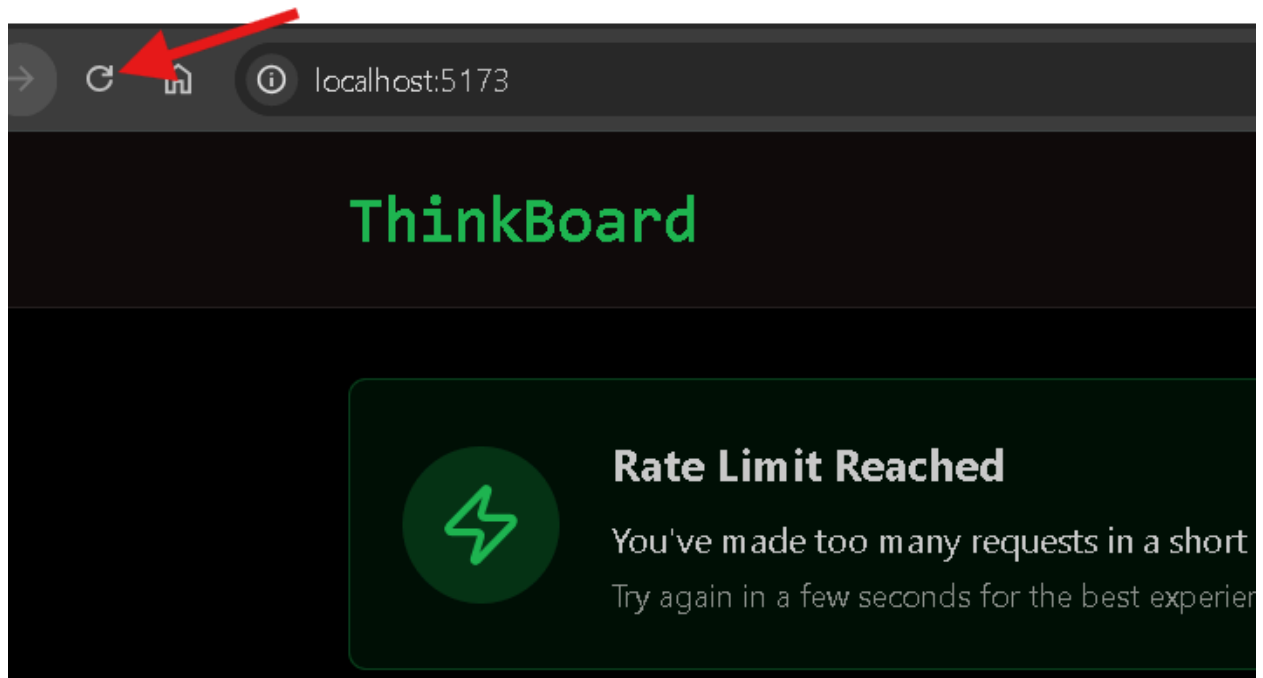 localhost:5173
ThinkBoard
Rate Limit Reached
You've made too many requests in a short
Try again in a few seconds for the best experien